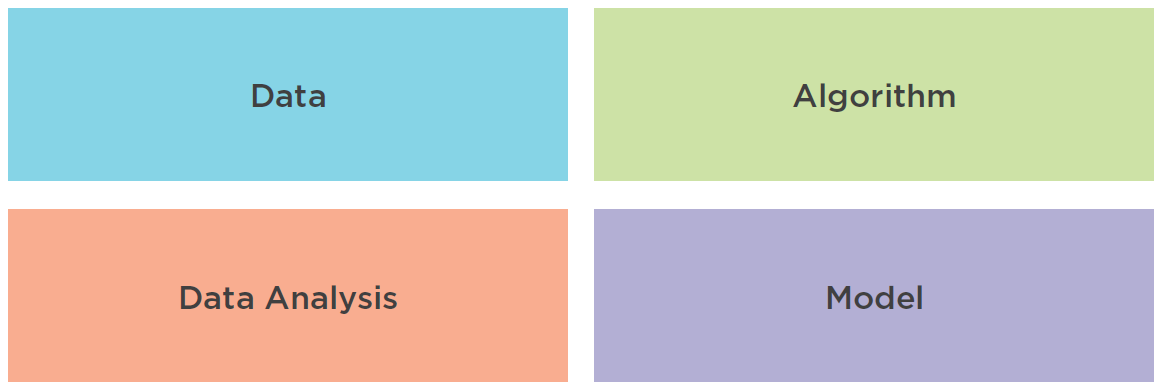 Data
Algorithm
Data Analysis
Model